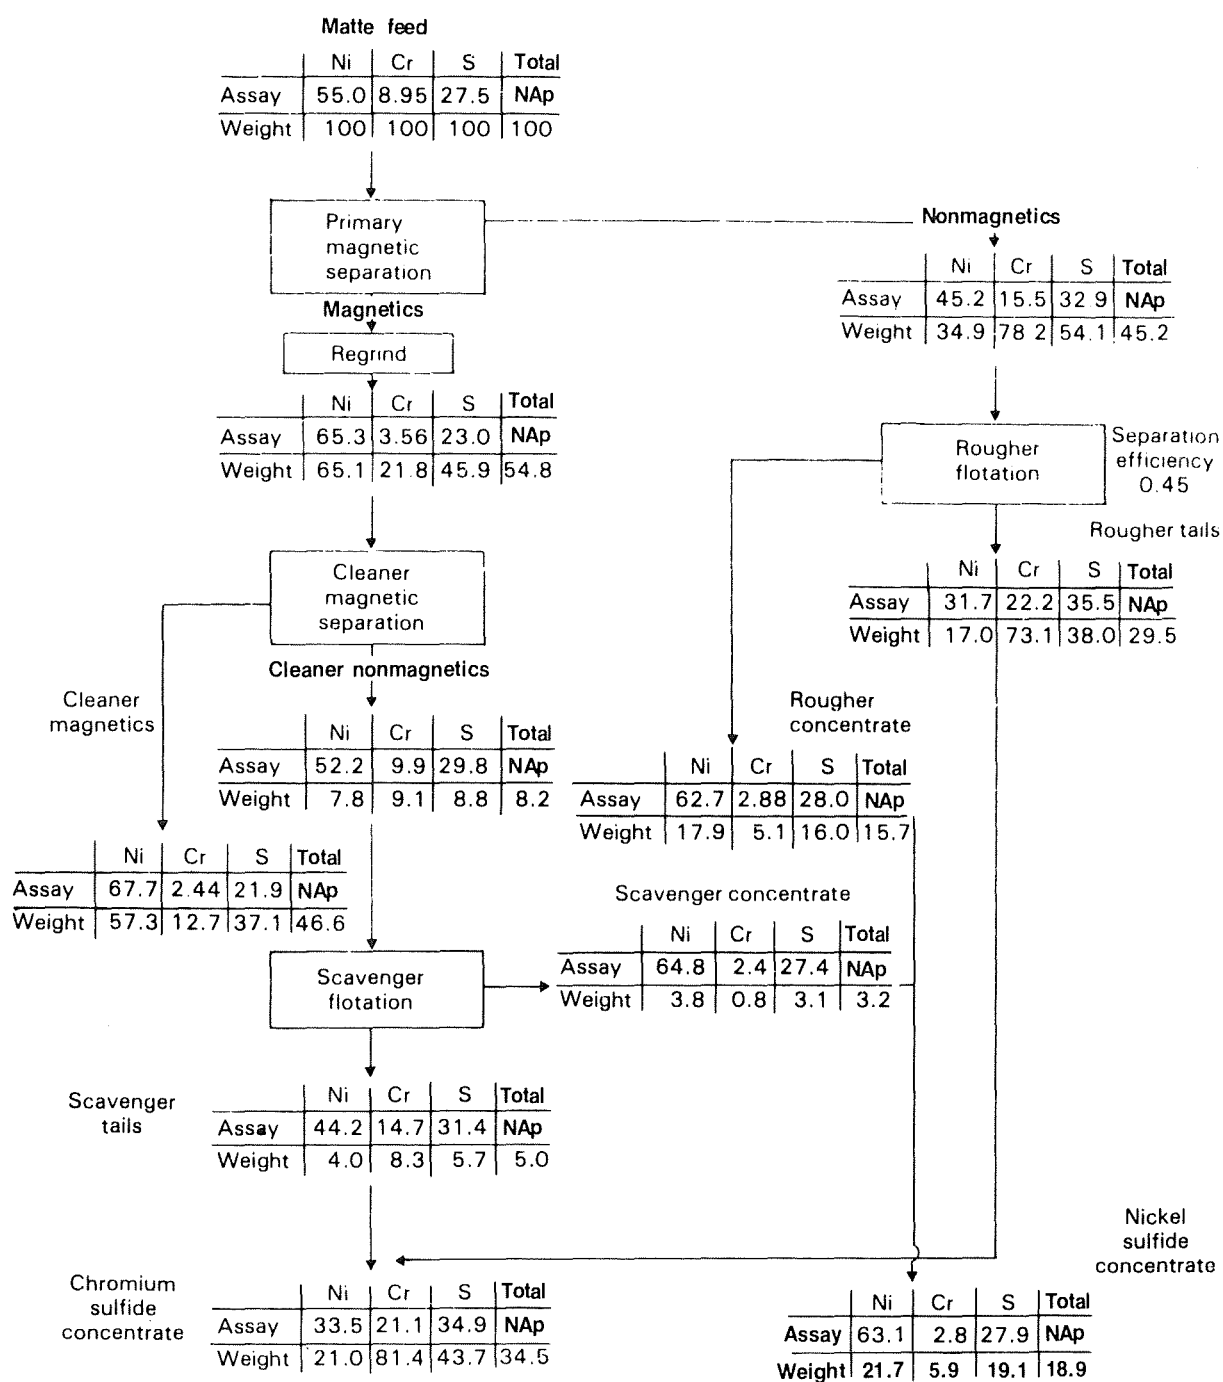 Matte feed
Ni Cr S Total
Assay 55.0 8.95 27.5 NAp
Weight 100 100 100 100
Primary
magnetic
separation
Nonmagnetics
Ni Cr S Total
Assay 45.2 15.5 32.9 NAp
Weight 34.9 78.2 54.1 45.2
Magnetics
Regrind
Ni Cr S Total
Assay 65.3 3.56 23.0 NAp
Weight 65.1 21.8 45.9 54.8
Rougher
flotation
Separation
efficiency
0.45
Rougher tails
Ni Cr S Total
Assay 31.7 22.2 35.5 NAp
Weight 17.0 73.1 38.0 29.5
Cleaner
magnetic
separation
Cleaner nonmagnetics
Cleaner
magnetics
Ni Cr S Total
Assay 52.2 9.9 29.8 NAp
Weight 7.8 9.1 8.8 8.2
Rougher
concentrate
Ni Cr S Total
Assay 62.7 2.88 28.0 NAp
Weight 17.9 5.1 16.0 15.7
Ni Cr S Total
Assay 67.7 2.44 21.9 NAp
Weight 57.3 12.7 37.1 46.6
Scavenger concentrate
Ni Cr S Total
Assay 64.8 2.4 27.4 NAp
Weight 3.8 0.8 3.1 3.2
Scavenger
flotation
Scavenger
tails
Ni Cr S Total
Assay 44.2 14.7 31.4 NAp
Weight 4.0 8.3 5.7 5.0
Chromium
sulfide
concentrate
Ni Cr S Total
Assay 33.5 21.1 34.9 NAp
Weight 21.0 81.4 43.7 34.5
Nickel
sulfide
concentrate
Ni Cr S Total
Assay 63.1 2.8 27.9 NAp
Weight 21.7 5.9 19.1 18.9